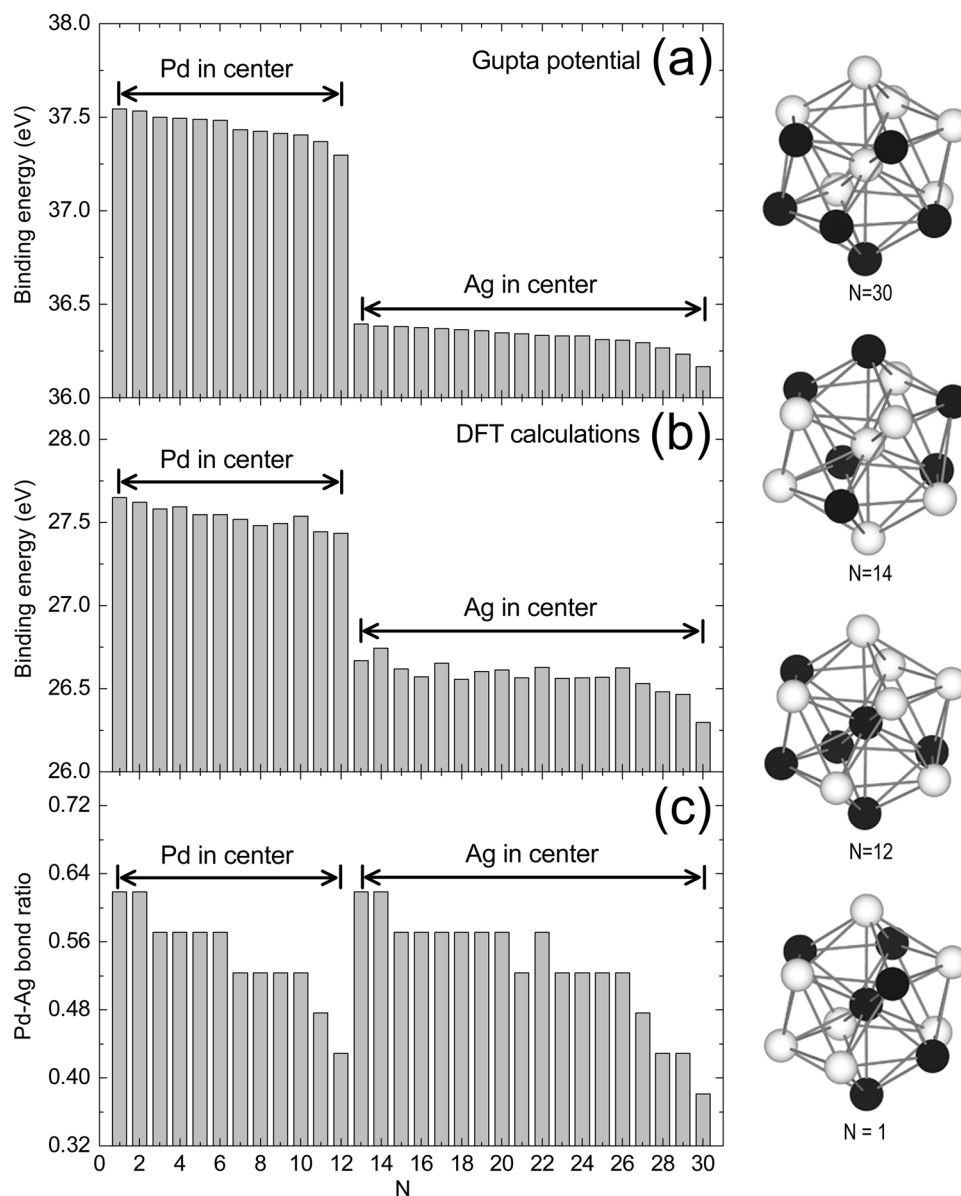 38.0
37.5
37.0
36.5
36.0
Binding energy (eV)
Pd in center
Gupta potential
(a)
Ag in center
28.0
27.5
27.0
26.5
26.0
Binding energy (eV)
Pd in center
DFT calculations
(b)
Ag in center
0.72
0.64
0.56
0.48
0.40
0.32
Pd-Ag bond ratio
Pd in center
(c)
Ag in center
0 2 4 6 8 10 12 14 16 18 20 22 24 26 28 30
N
N=30
N=14
N=12
N = 1